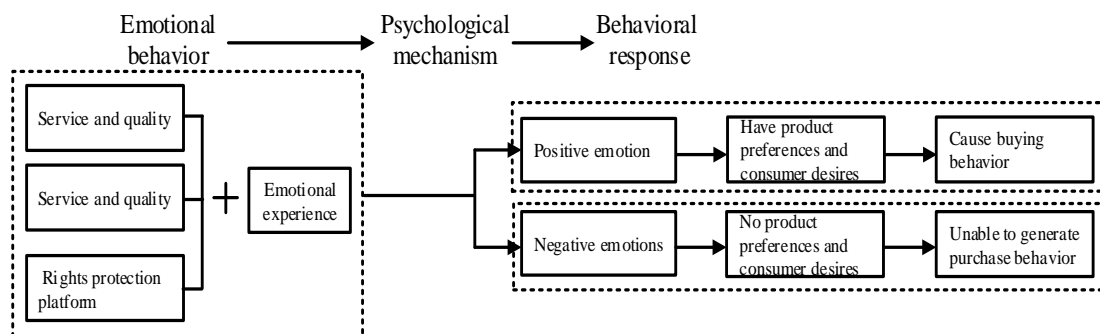 Emotional
behavior
Psychological
mechanism
Behavioral
response
Service and quality
Service and quality
Rights protection
platform
+
Emotional
experience
Positive emotion
Have product
preferences and
consumer desires
Cause buying
behavior
Negative emotions
No product
preferences and
consumer desires
Unable to generate
purchase behavior